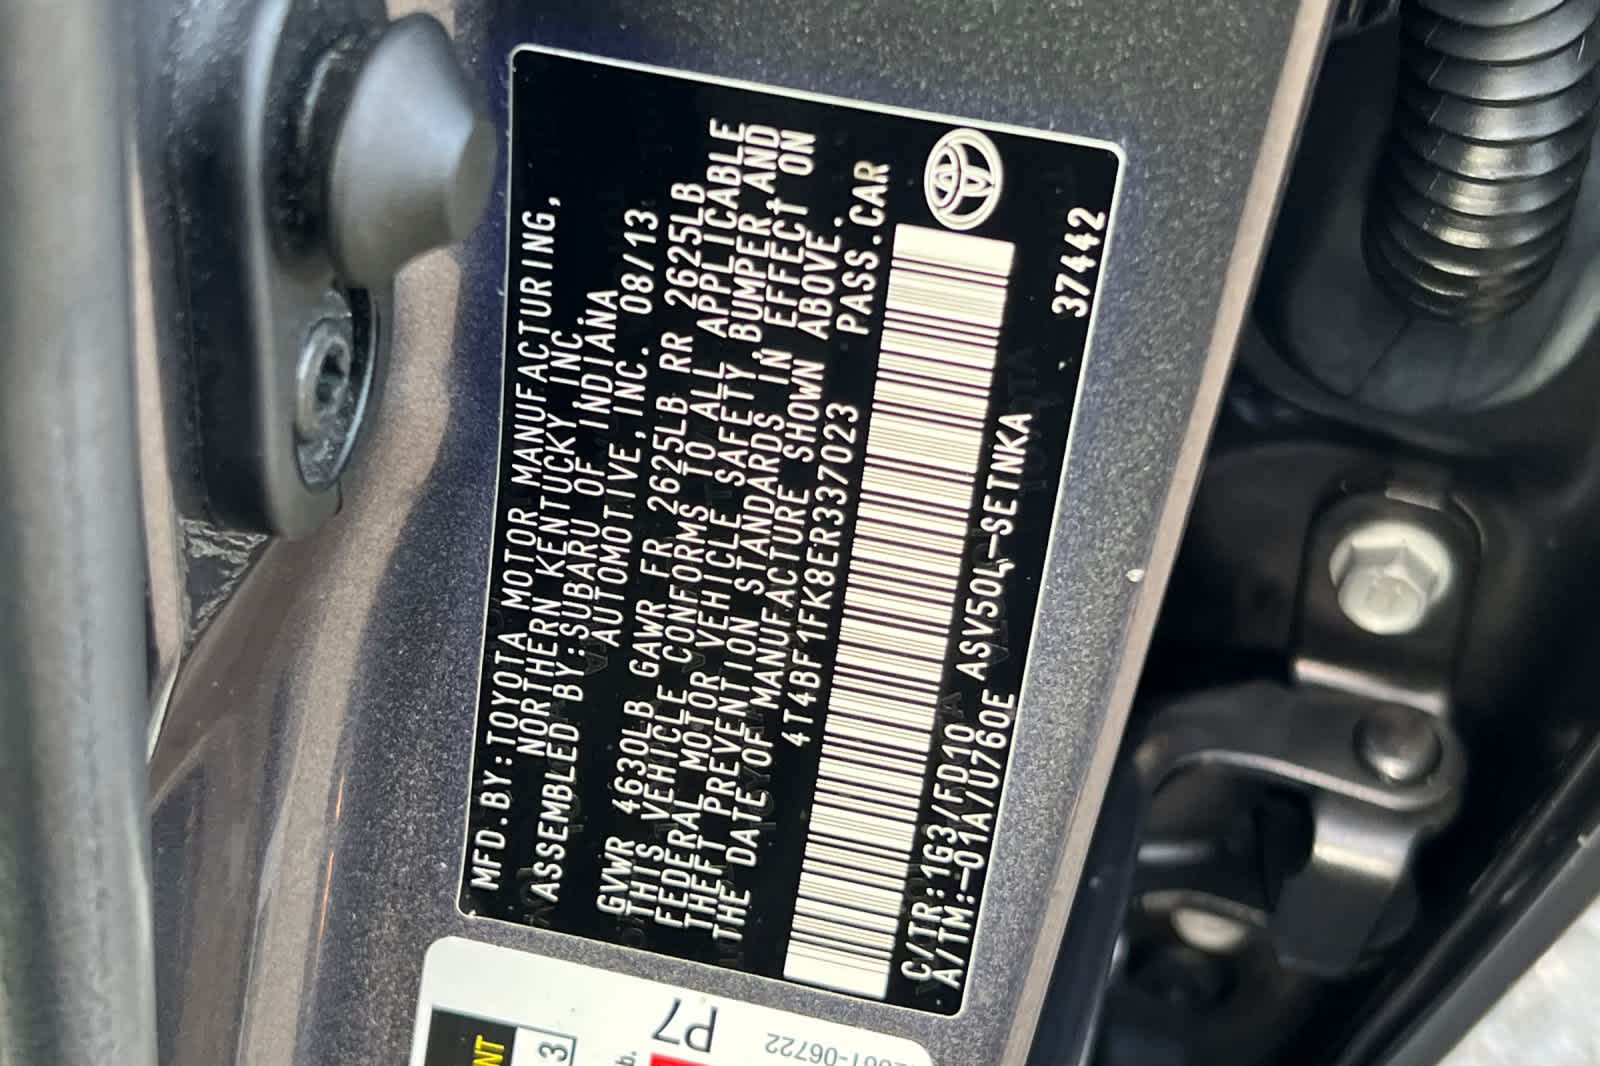 MFD.BY:TOYOTA MOTOR MANUFACTURING,
NORTHERN KENTUCKY INC
ASSEMBLED BY:SUBARU OF INDIANA
AUTOMOTIVE,INC. 08/13
GVWR 4630LB GAWR FR 2625LB RR 2625LB
THIS VEHICLE CONFORMS TO ALL APPLICABLE
FEDERAL MOTOR VEHICLE SAFETY,BUMPER,AND
THEFT PREVENTION STANDARDS IN EFFECT ON
THE DATE OF MANUFACTURE SHOWN ABOVE.
4T4BF1FK8ER337023 PASS.CAR
C/TR:1G3/FD10 ASV50L-SETNKA
A/TM:-01A/U760E
37442
P7
3